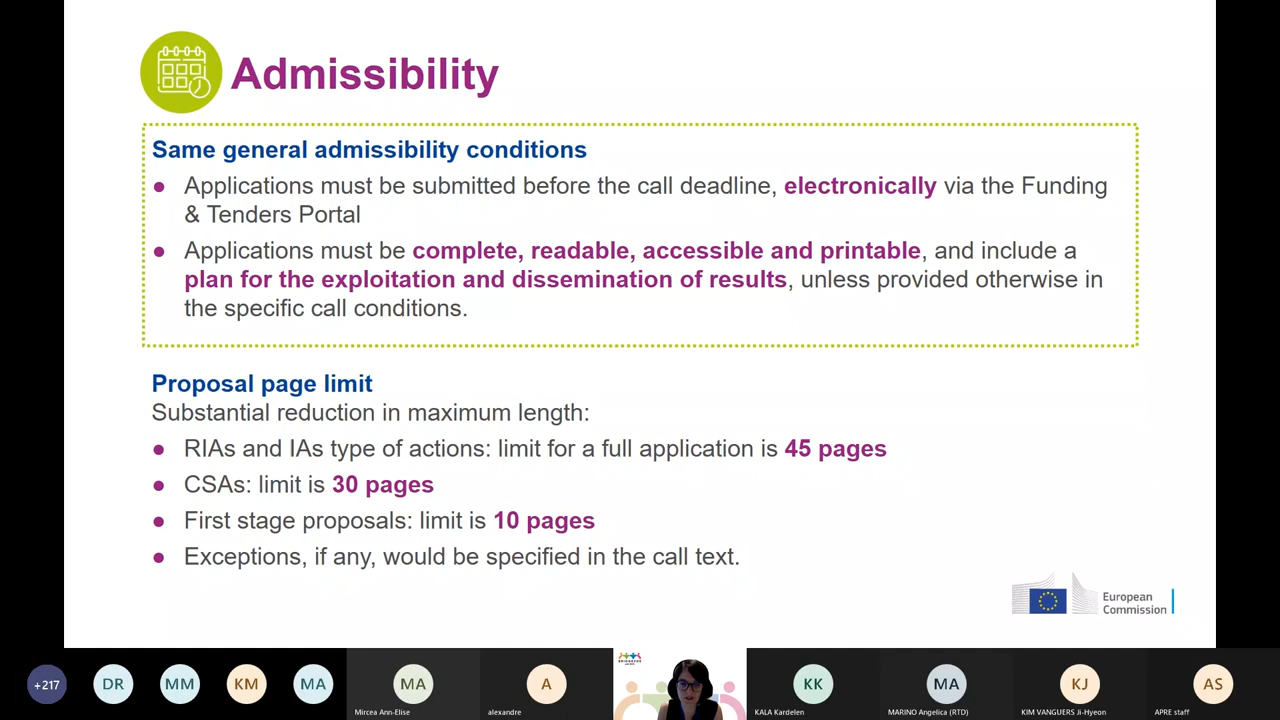 Admissibility
Same general admissibility conditions
● Applications must be submitted before the call deadline, electronically via the Funding
& Tenders Portal
● Applications must be complete, readable, accessible and printable, and include a
plan for the exploitation and dissemination of results, unless provided otherwise in
the specific call conditions.
Proposal page limit
Substantial reduction in maximum length:
● RIAs and IAs type of actions: limit for a full application is 45 pages
● CSAs: limit is 30 pages
● First stage proposals: limit is 10 pages
● Exceptions, if any, would be specified in the call text.
European
Commission
+217
DR
MM
KM
MA
MA
Mircea Ann-Elise
A
alexandre
KK
KALA Kardelen
MA
MARINO Angelica (RTD)
KJ
KIM VANGUERS Ji-Hyeon
AS
APRE staff